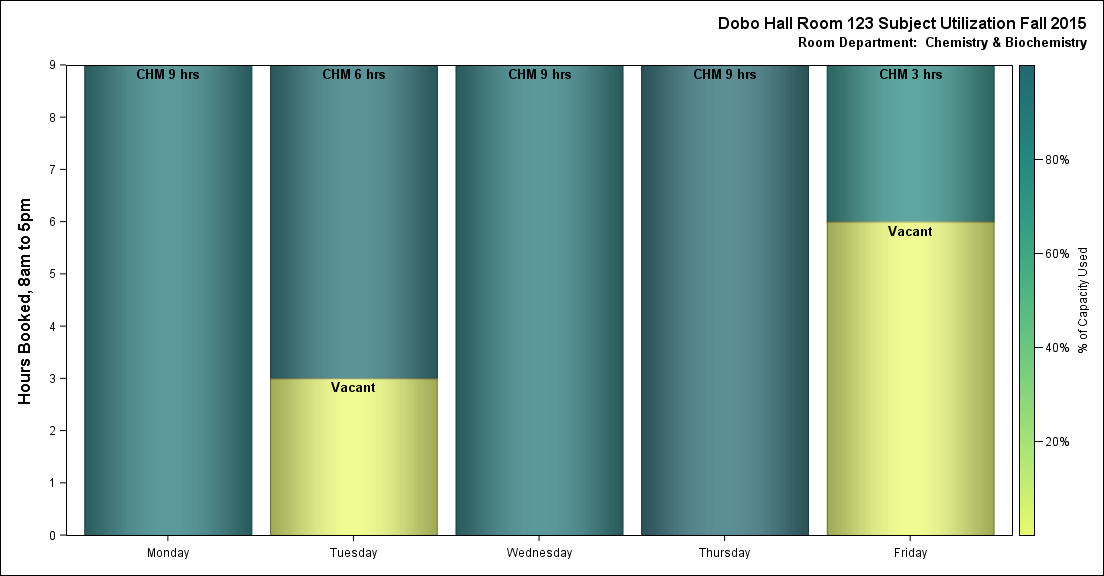 Dobo Hall Room 123 Subject Utilization Fall 2015
Room Department:  Chemistry & Biochemistry
Hours Booked, 8am to 5pm
9
8
7
6
5
4
3
2
1
0
CHM 9 hrs
CHM 6 hrs
CHM 9 hrs
CHM 9 hrs
CHM 3 hrs
Vacant
Vacant
Monday
Tuesday
Wednesday
Thursday
Friday
80%
60%
40%
20%
% of Capacity Used